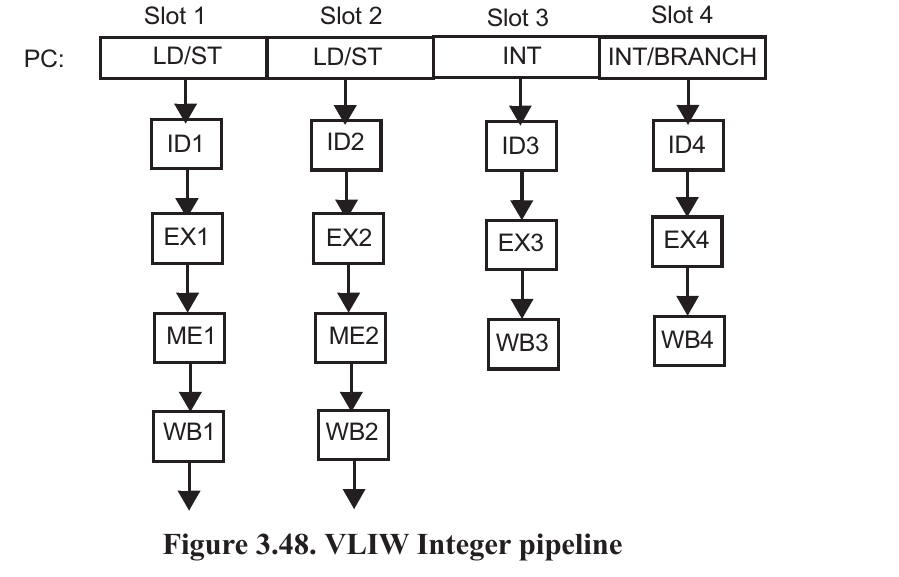 Slot 1 Slot 2 Slot 3 Slot 4
PC: LD/ST LD/ST INT INT/BRANCH
ID1 ID2 ID3 ID4
EX1 EX2 EX3 EX4
ME1 ME2 WB3 WB4
WB1 WB2
Figure 3.48. VLIW Integer pipeline